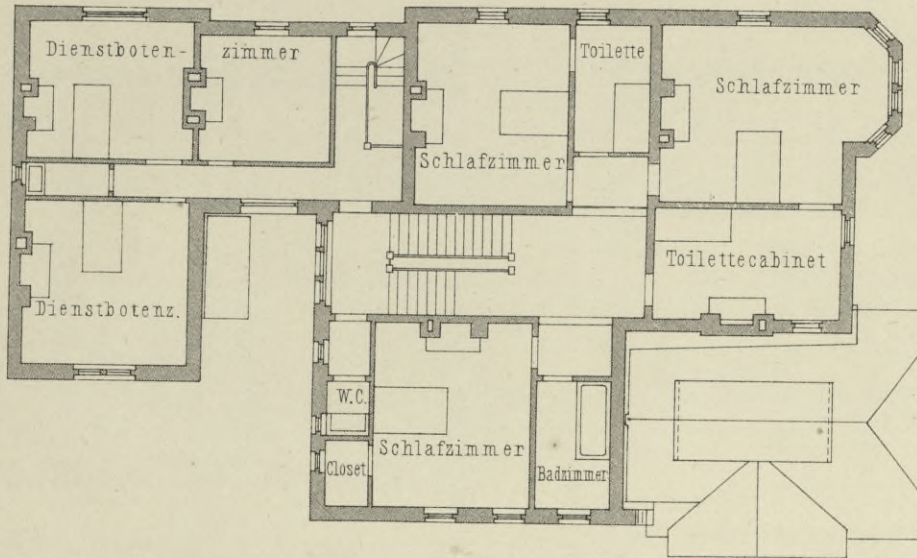 Dienstboten-
zimmer
Toilette
Schlafzimmer
Schlafzimmer
Toilettecabinet
Dienstbotenz.
W.C.
Schlafzimmer
Closet
Badzimmer